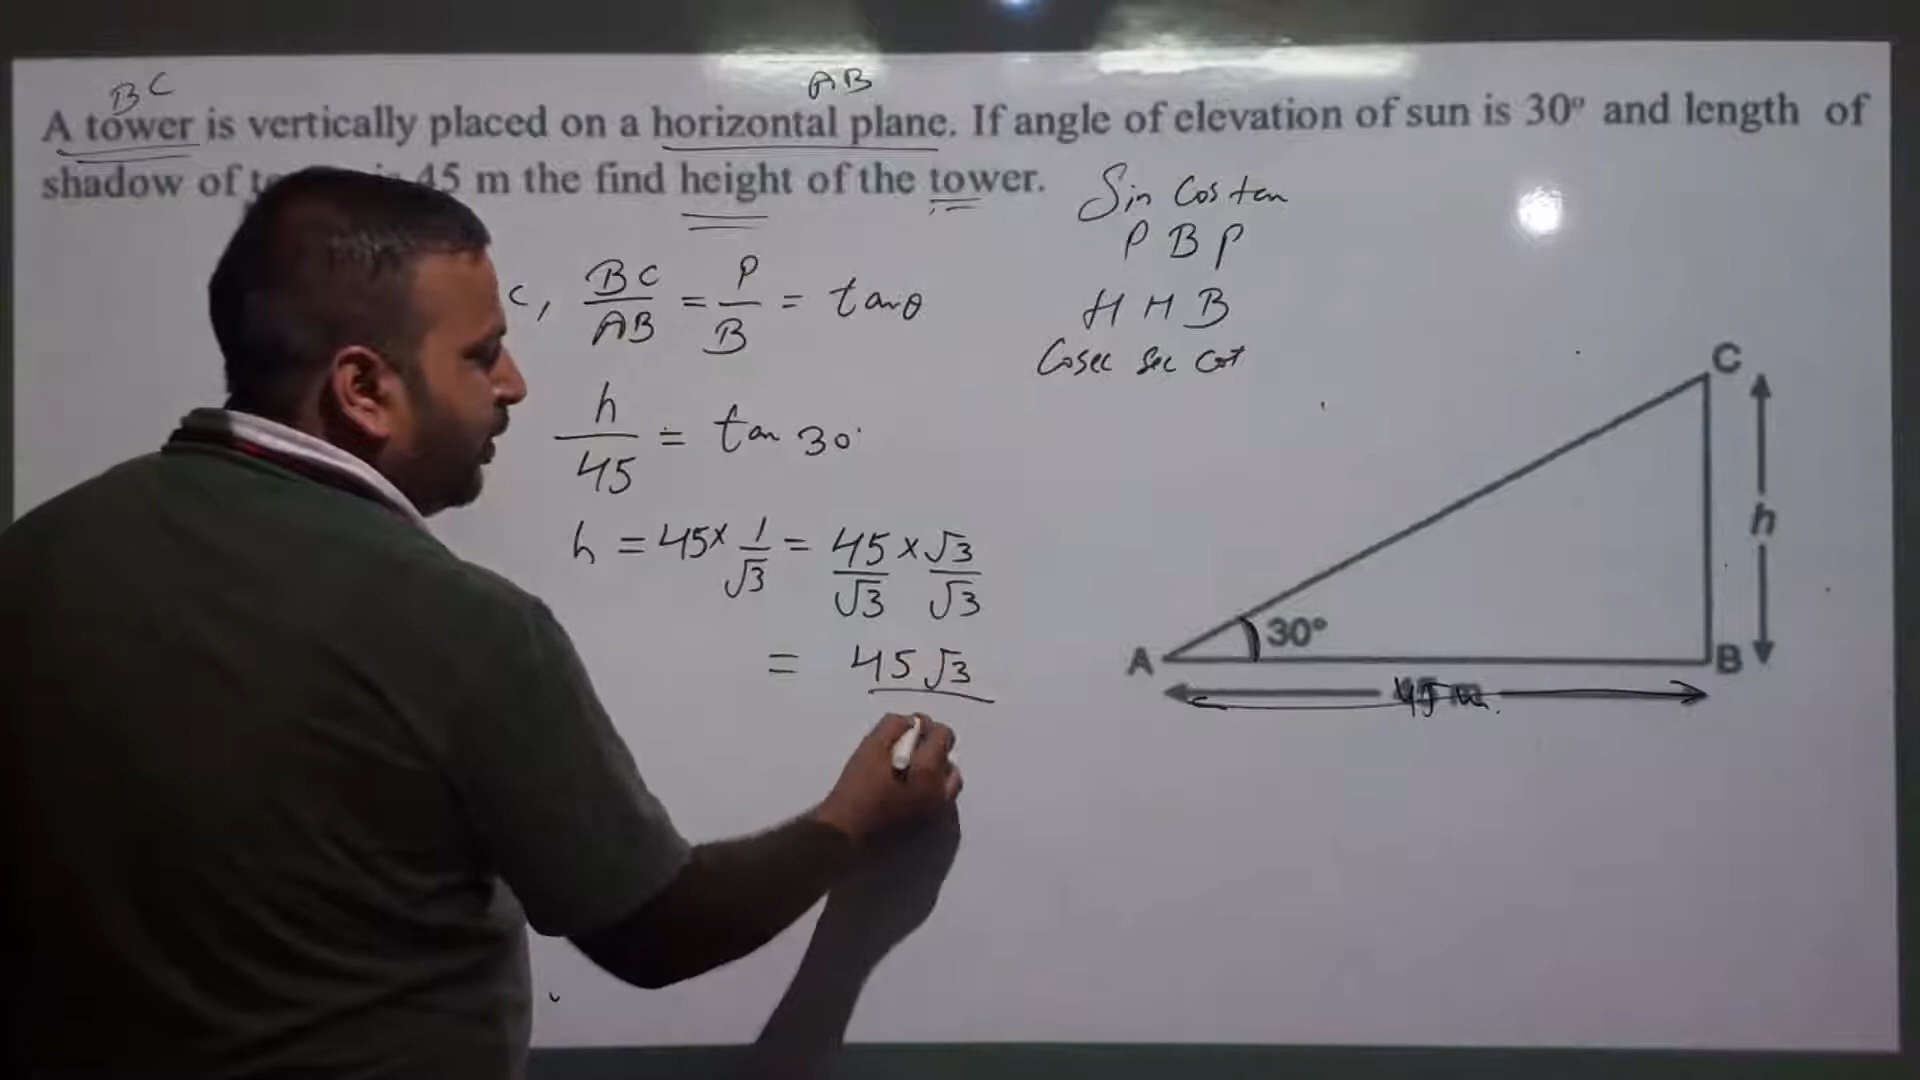 BC
AB
A tower is vertically placed on a horizontal plane. If angle of elevation of sun is 30° and length of
shadow of 45 m the find height of the tower.
Sin Cos tan
P B P
H H B
Cosec Sec Cot
C, BC/AB = P/B = tanθ
h/45 = tan 30°
h = 45 × 1/√3 = 45/√3 × √3/√3
= 45√3
C
h
30°
A
B
45 m.